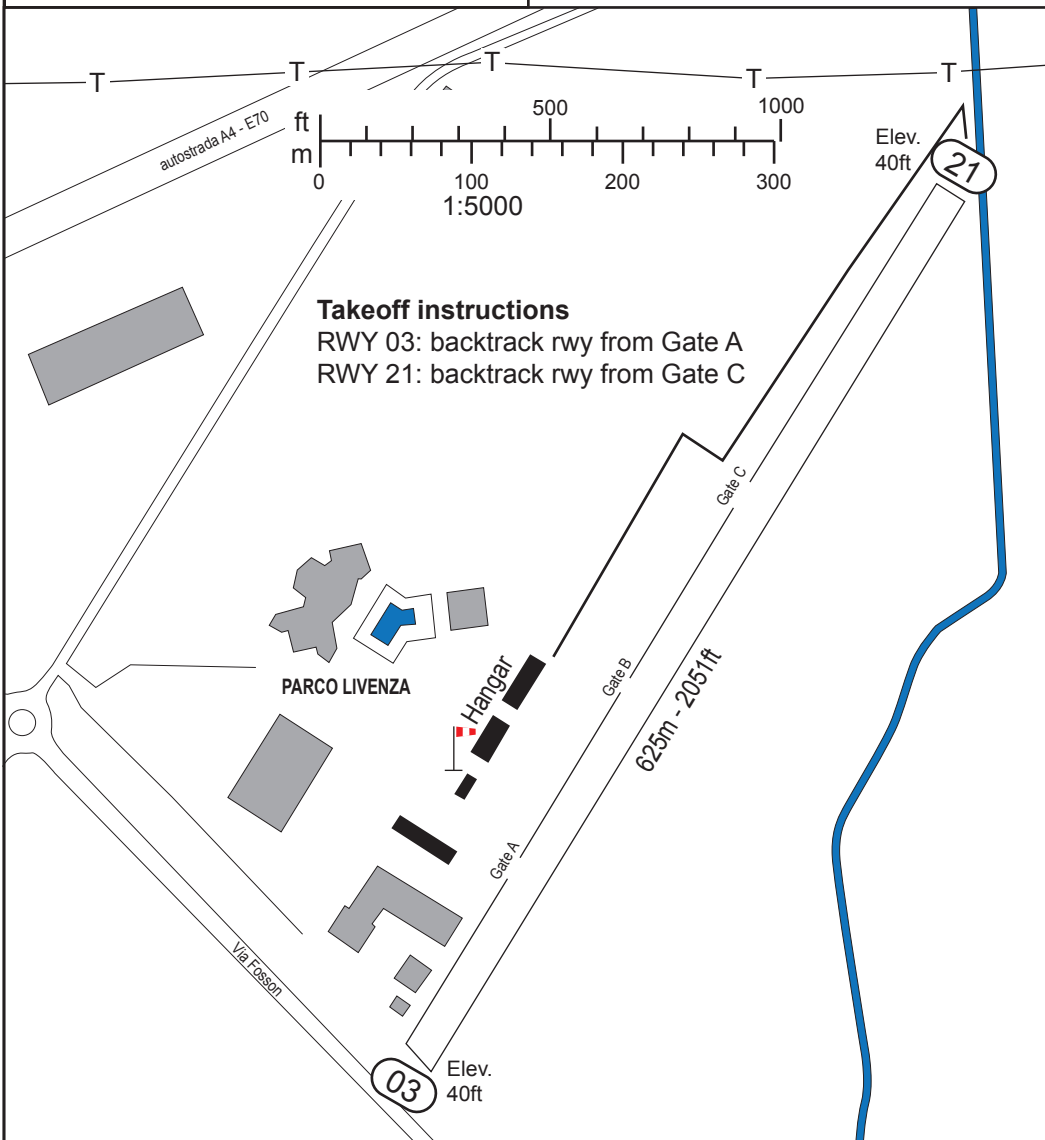 T
T
T
T
T
autostrada A4 - E70
ft
500
1000
m
0
100
200
300
1:5000
Elev.
40ft
21
Takeoff instructions
RWY 03: backtrack rwy from Gate A
RWY 21: backtrack rwy from Gate C
Gate C
PARCO LIVENZA
Hangar
Gate B
625m - 2051ft
Gate A
Via Fosson
03
Elev.
40ft